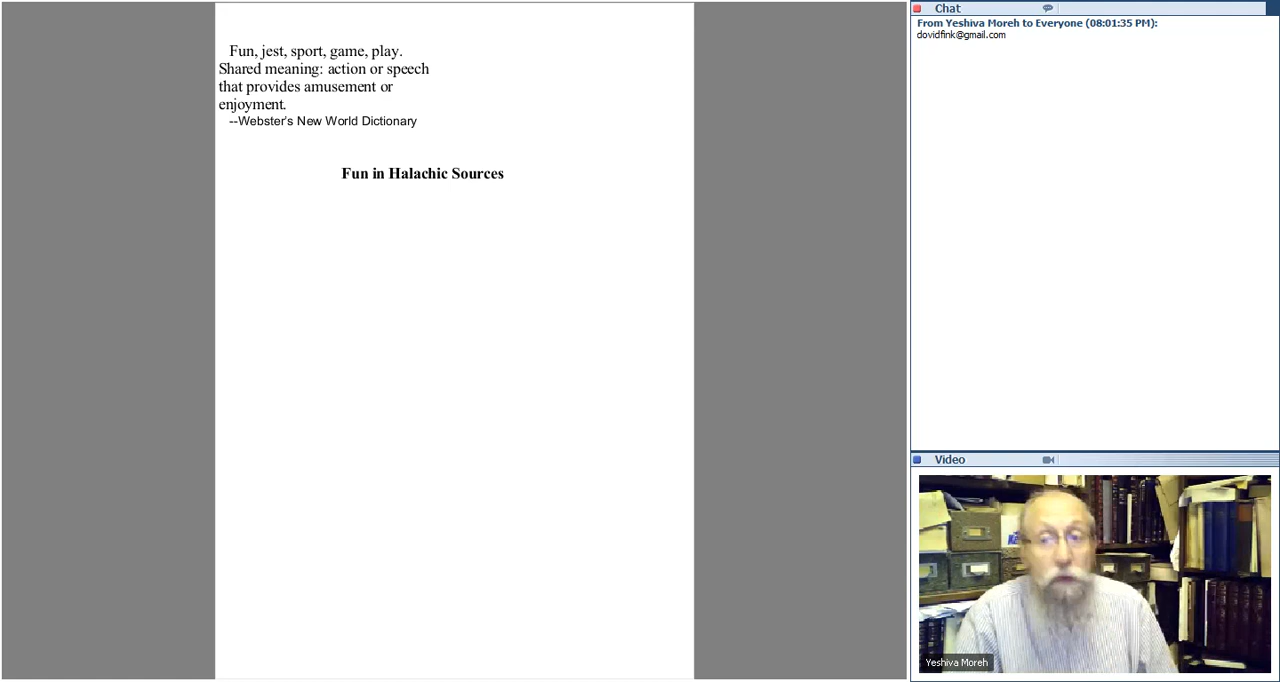 Fun, jest, sport, game, play.
Shared meaning: action or speech
that provides amusement or
enjoyment.
--Webster's New World Dictionary
Fun in Halachic Sources
Chat
From Yeshiva Moreh to Everyone (08:01:35 PM):
dovidfink@gmail.com
Video
Yeshiva Moreh